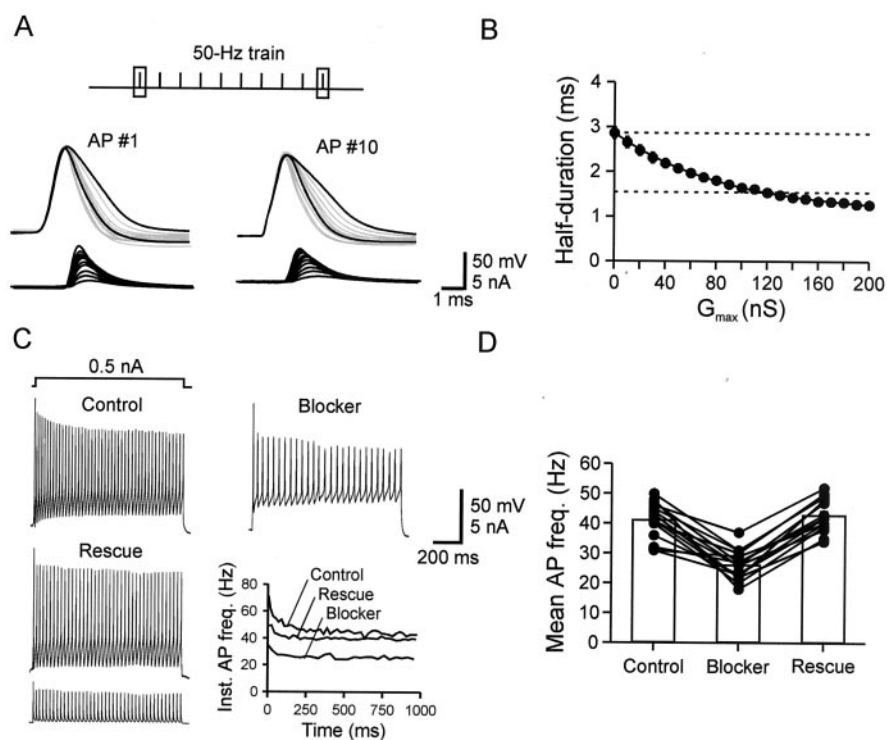 A
50-Hz train
AP #1
AP #10
50 mV
5 nA
1 ms
B
Half-duration (ms)
4
3
2
1
0
0 40 80 120 160 200
Gmax (nS)
C
0.5 nA
Control
Blocker
50 mV
5 nA
200 ms
Rescue
Inst. AP freq. (Hz)
80
60
40
20
0
Control
Rescue
Blocker
0 250 500 750 1000
Time (ms)
D
Mean AP freq. (Hz)
60
50
40
30
20
10
0
Control Blocker Rescue